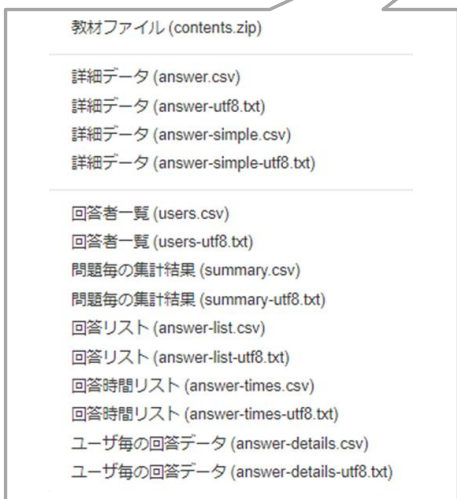 教材ファイル (contents.zip)
詳細データ (answer.csv)
詳細データ (answer-utf8.txt)
詳細データ (answer-simple.csv)
詳細データ (answer-simple-utf8.txt)
回答者一覧 (users.csv)
回答者一覧 (users-utf8.txt)
問題毎の集計結果 (summary.csv)
問題毎の集計結果 (summary-utf8.txt)
回答リスト (answer-list.csv)
回答リスト (answer-list-utf8.txt)
回答時間リスト (answer-times.csv)
回答時間リスト (answer-times-utf8.txt)
ユーザ毎の回答データ (answer-details.csv)
ユーザ毎の回答データ (answer-details-utf8.txt)